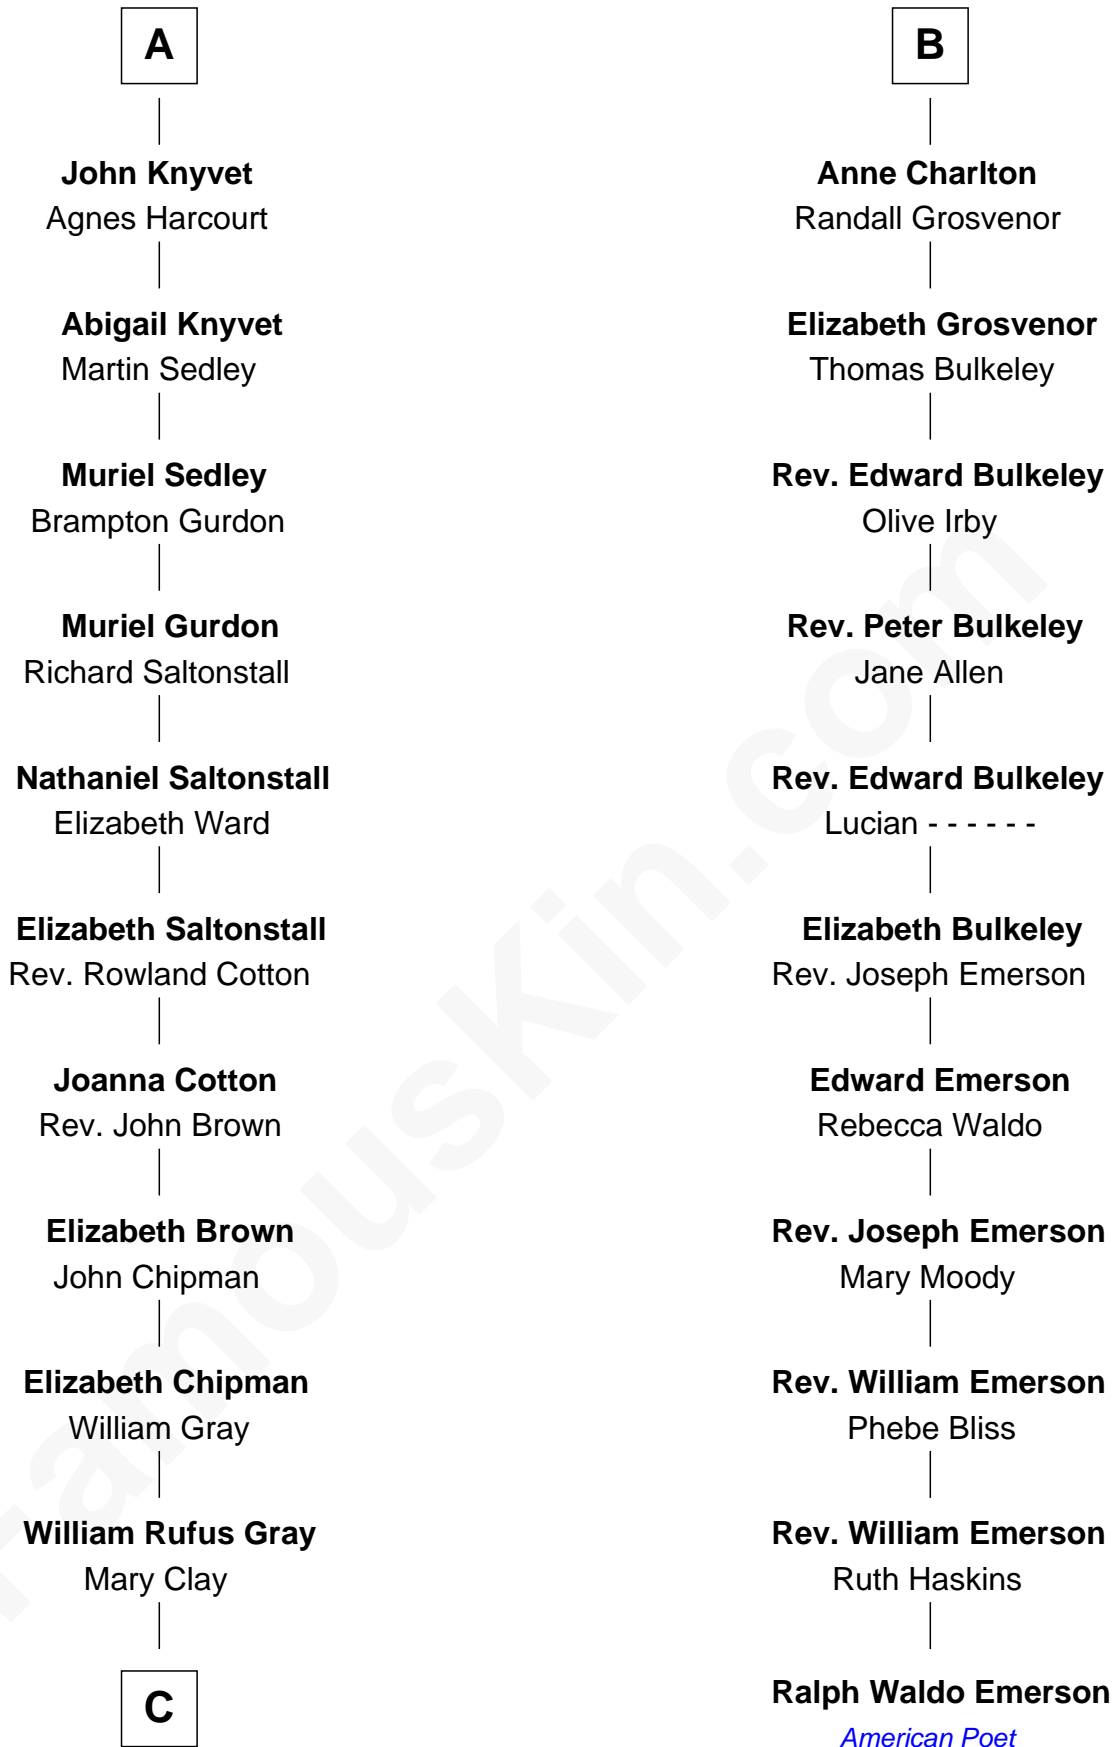 A
John Knyvet
Agnes Harcourt
Abigail Knyvet
Martin Sedley
Muriel Sedley
Brampton Gurdon
Muriel Gurdon
Richard Saltonstall
Nathaniel Saltonstall
Elizabeth Ward
Elizabeth Saltonstall
Rev. Rowland Cotton
Joanna Cotton
Rev. John Brown
Elizabeth Brown
John Chipman
Elizabeth Chipman
William Gray
William Rufus Gray
Mary Clay
C
B
Anne Charlton
Randall Grosvenor
Elizabeth Grosvenor
Thomas Bulkeley
Rev. Edward Bulkeley
Olive Irby
Rev. Peter Bulkeley
Jane Allen
Rev. Edward Bulkeley
Lucian - - - - - -
Elizabeth Bulkeley
Rev. Joseph Emerson
Edward Emerson
Rebecca Waldo
Rev. Joseph Emerson
Mary Moody
Rev. William Emerson
Phebe Bliss
Rev. William Emerson
Ruth Haskins
Ralph Waldo Emerson
American Poet
FamousKin.com